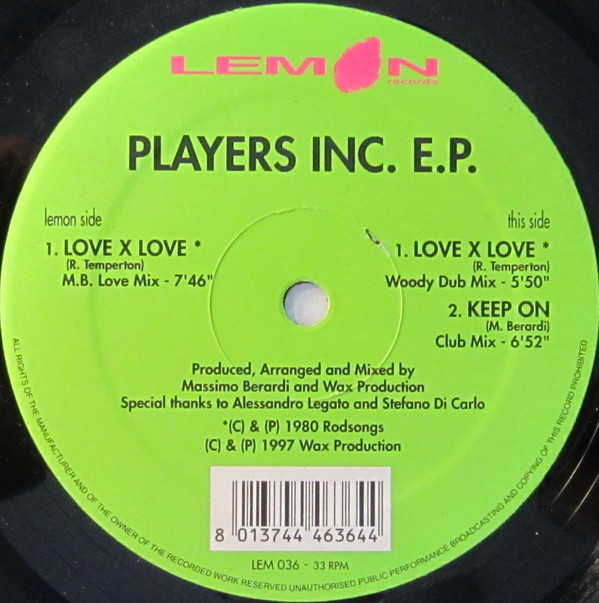 LEMON
records
PLAYERS INC. E.P.
lemon side
1. LOVE X LOVE *
(R. Temperton)
M.B. Love Mix - 7'46"
this side
1. LOVE X LOVE *
(R. Temperton)
Woody Dub Mix - 5'50"
2. KEEP ON
(M. Berardi)
Club Mix - 6'52"
Produced, Arranged and Mixed by
Massimo Berardi and Wax Production
Special thanks to Alessandro Legato and Stefano Di Carlo
*(C) & (P) 1980 Rodsongs
(C) & (P) 1997 Wax Production
8 013744 463644
LEM 036 - 33 RPM
ALL RIGHTS OF THE MANUFACTURER AND OF THE OWNER OF THE RECORDED WORK RESERVED UNAUTHORISED PUBLIC PERFORMANCE BROADCASTING AND COPYING OF THIS RECORD PROHIBITED